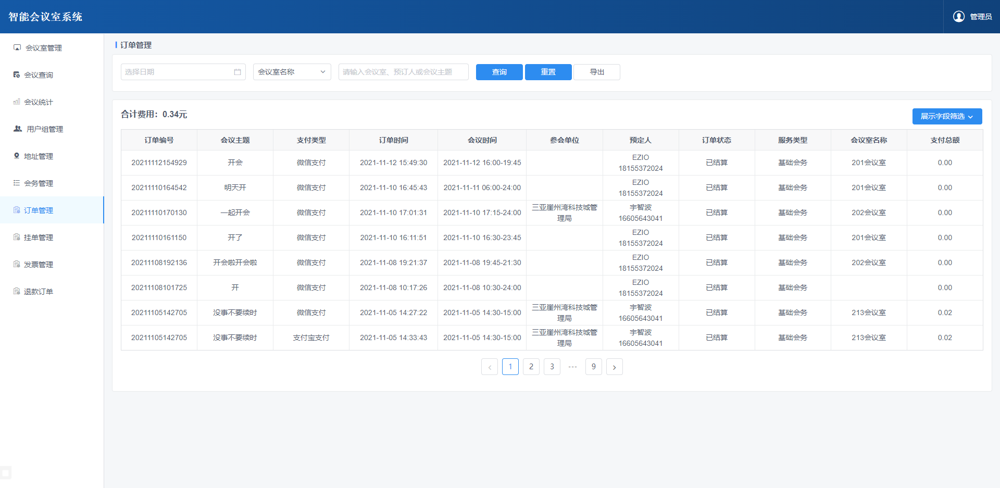 智能会议室系统
管理员
会议室管理
会议查询
会议统计
用户组管理
地址管理
会务管理
订单管理
挂单管理
发票管理
退款订单
订单管理
选择日期 会议室名称 请输入会议室、预订人或会议主题 查询 重置 导出
合计费用：0.34元
展示字段筛选
订单编号 会议主题 支付类型 订单时间 会议时间 参会单位 预定人 订单状态 服务类型 会议室名称 支付总额
20211112154929 开会 微信支付 2021-11-12 15:49:30 2021-11-12 16:00-19:45 EZIO 18155372024 已结算 基础会务 201会议室 0.00
20211110164542 明天开 微信支付 2021-11-10 16:45:43 2021-11-11 06:00-24:00 EZIO 18155372024 已结算 基础会务 201会议室 0.00
20211110170130 一起开会 微信支付 2021-11-10 17:01:31 2021-11-10 17:15-24:00 三亚崖州湾科技城管理局 宇智波 16605643041 已结算 基础会务 202会议室 0.00
20211110161150 开了 微信支付 2021-11-10 16:11:51 2021-11-10 16:30-23:45 EZIO 18155372024 已结算 基础会务 201会议室 0.00
20211108192136 开会啦开会啦 微信支付 2021-11-08 19:21:37 2021-11-08 19:45-21:30 EZIO 18155372024 已结算 基础会务 202会议室 0.00
20211108101725 开 微信支付 2021-11-08 10:17:26 2021-11-08 10:30-24:00 EZIO 18155372024 已结算 基础会务 0.00
20211105142705 没事不要续时 微信支付 2021-11-05 14:27:22 2021-11-05 14:30-15:00 三亚崖州湾科技城管理局 宇智波 16605643041 已结算 基础会务 213会议室 0.02
20211105142705 没事不要续时 支付宝支付 2021-11-05 14:33:43 2021-11-05 14:30-15:00 三亚崖州湾科技城管理局 宇智波 16605643041 已结算 基础会务 213会议室 0.02
1 2 3 ••• 9